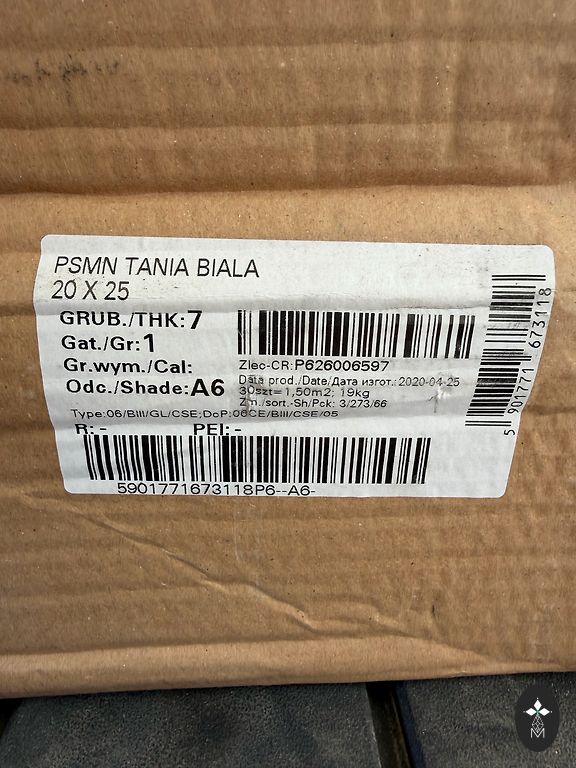 PSMN TANIA BIALA
20 X 25
GRUB./THK:7
Gat./Gr:1
Gr.wym./Cal:
Odc./Shade:A6
Zlec-CR:P626006597
Data prod./Date/Дата изгот.: 2020-04-25
30szt=1,50m2; 19kg
Zm./sort.-Sh/Pck: 3/273/66
Type:06/BIII/GL/CSE;DoP:06CE/BIII/CSE/05
R: -
PEI: -
5901771673118P6--A6-
5 901771 673118
M